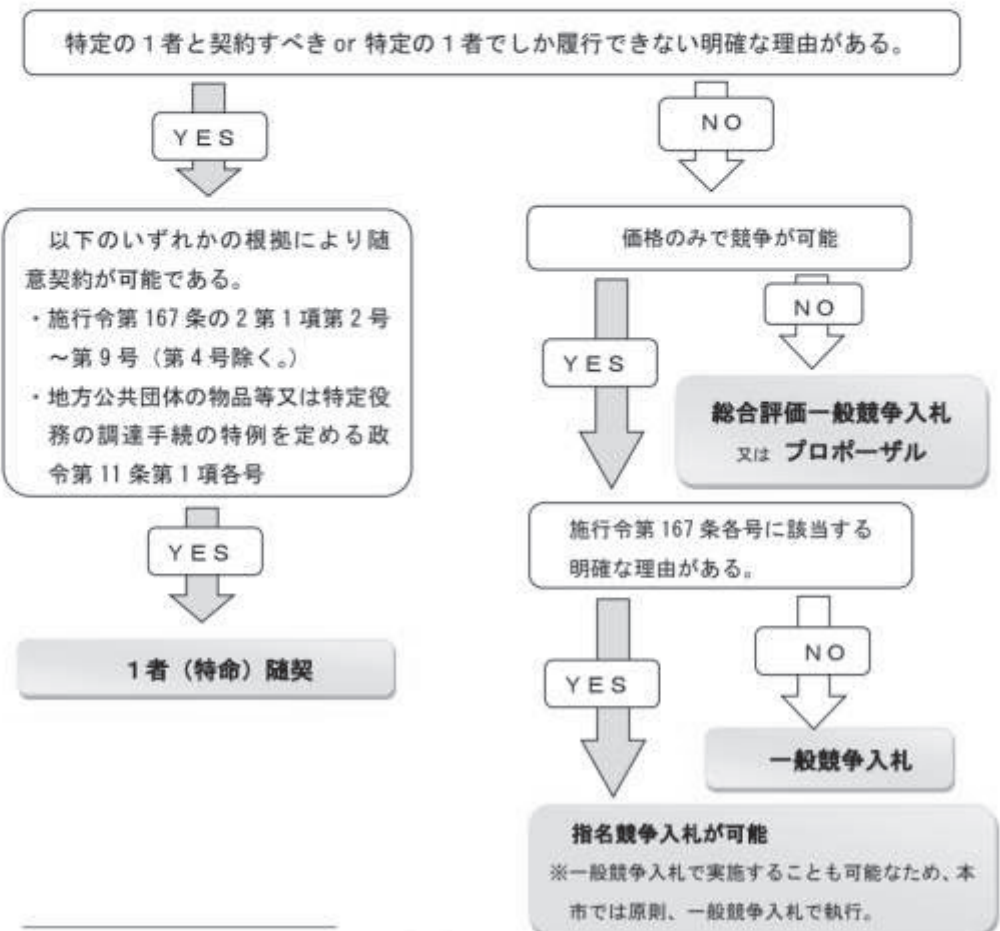 特定の1者と契約すべき or 特定の1者でしか履行できない明確な理由がある。
YES
NO
以下のいずれかの根拠により随
意契約が可能である。
・施行令第167条の2第1項第2号
～第9号（第4号除く。）
・地方公共団体の物品等又は特定役
務の調達手続の特例を定める政
令第11条第1項各号
YES
1者（特命）随契
価格のみで競争が可能
YES
NO
総合評価一般競争入札
又は プロポーザル
施行令第167条各号に該当する
明確な理由がある。
YES
NO
一般競争入札
指名競争入札が可能
※一般競争入札で実施することも可能なため、本
市では原則、一般競争入札で執行。